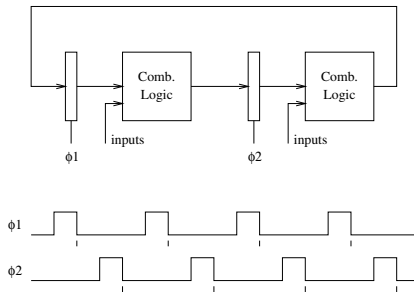 Comb.
Logic
Comb.
Logic
inputs
inputs
ϕ1
ϕ2
ϕ1
ϕ2